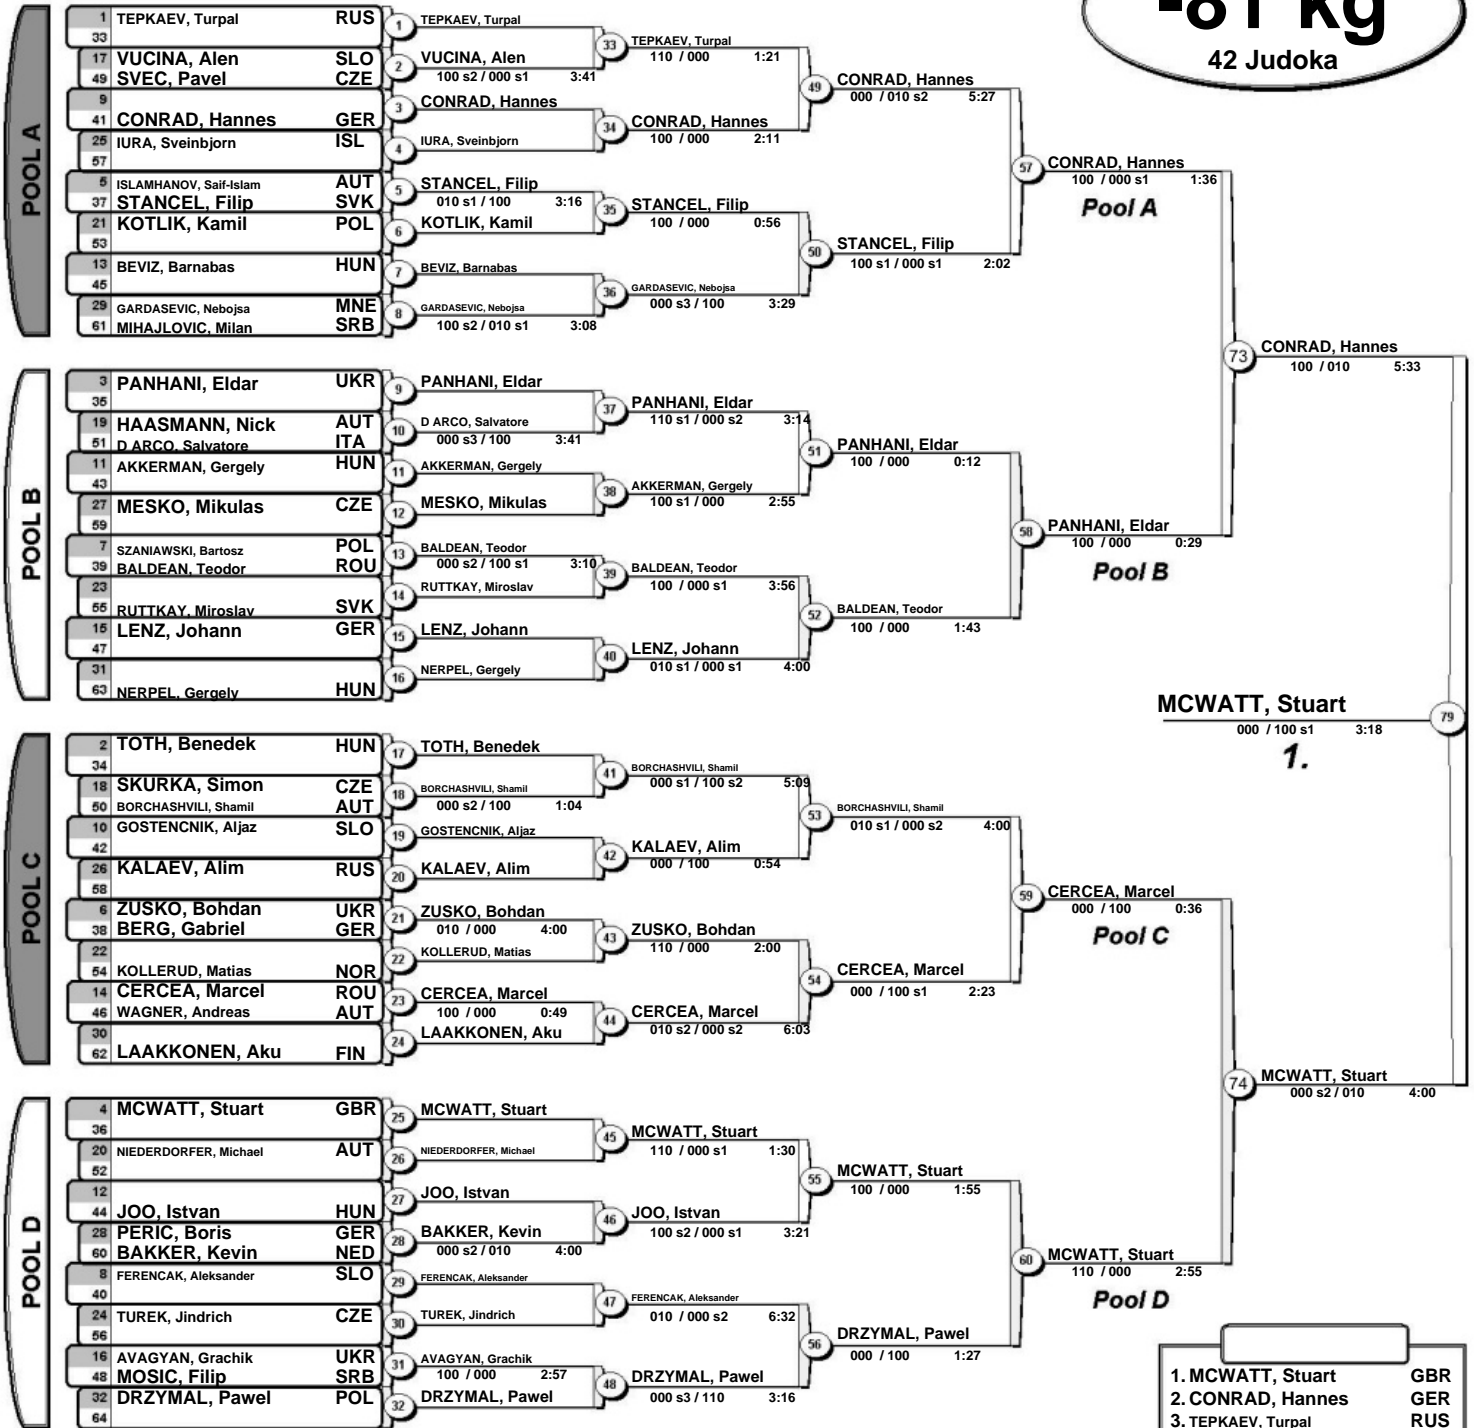 -81 kg
42 Judoka
POOL A
1 TEPKAEV, Turpal RUS
33
17 VUCINA, Alen SLO
49 SVEC, Pavel CZE
9
41 CONRAD, Hannes GER
25 IURA, Sveinbjorn ISL
57
5 ISLAMHANOV, Saif-Islam AUT
37 STANCEL, Filip SVK
21 KOTLIK, Kamil POL
53
13 BEVIZ, Barnabas HUN
45
29 GARDASEVIC, Nebojsa MNE
61 MIHAJLOVIC, Milan SRB
1 TEPKAEV, Turpal
2 VUCINA, Alen
100 s2 / 000 s1 3:41
3 CONRAD, Hannes
4 IURA, Sveinbjorn
5 STANCEL, Filip
010 s1 / 100 3:16
6 KOTLIK, Kamil
7 BEVIZ, Barnabas
8 GARDASEVIC, Nebojsa
100 s2 / 010 s1 3:08
33 TEPKAEV, Turpal
110 / 000 1:21
34 CONRAD, Hannes
100 / 000 2:11
35 STANCEL, Filip
100 / 000 0:56
36 GARDASEVIC, Nebojsa
000 s3 / 100 3:29
49 CONRAD, Hannes
000 / 010 s2 5:27
50 STANCEL, Filip
100 s1 / 000 s1 2:02
57 CONRAD, Hannes
100 / 000 s1 1:36
Pool A
POOL B
3 PANHANI, Eldar UKR
35
19 HAASMANN, Nick AUT
51 D ARCO, Salvatore ITA
11 AKKERMAN, Gergely HUN
43
27 MESKO, Mikulas CZE
59
7 SZANIAWSKI, Bartosz POL
39 BALDEAN, Teodor ROU
23
55 RUTTKAY, Miroslav SVK
15 LENZ, Johann GER
47
31
63 NERPEL, Gergely HUN
9 PANHANI, Eldar
10 D ARCO, Salvatore
000 s3 / 100 3:41
11 AKKERMAN, Gergely
12 MESKO, Mikulas
13 BALDEAN, Teodor
000 s2 / 100 s1 3:10
14 RUTTKAY, Miroslav
15 LENZ, Johann
16 NERPEL, Gergely
37 PANHANI, Eldar
110 s1 / 000 s2 3:14
38 AKKERMAN, Gergely
100 s1 / 000 2:55
39 BALDEAN, Teodor
100 / 000 s1 3:56
40 LENZ, Johann
010 s1 / 000 s1 4:00
51 PANHANI, Eldar
100 / 000 0:12
52 BALDEAN, Teodor
100 / 000 1:43
58 PANHANI, Eldar
100 / 000 0:29
Pool B
73 CONRAD, Hannes
100 / 010 5:33
MCWATT, Stuart 79
000 / 100 s1 3:18
1.
POOL C
2 TOTH, Benedek HUN
34
18 SKURKA, Simon CZE
50 BORCHASHVILI, Shamil AUT
10 GOSTENCNIK, Aljaz SLO
42
26 KALAEV, Alim RUS
58
6 ZUSKO, Bohdan UKR
38 BERG, Gabriel GER
22
54 KOLLERUD, Matias NOR
14 CERCEA, Marcel ROU
46 WAGNER, Andreas AUT
30
62 LAAKKONEN, Aku FIN
17 TOTH, Benedek
18 BORCHASHVILI, Shamil
000 s2 / 100 1:04
19 GOSTENCNIK, Aljaz
20 KALAEV, Alim
21 ZUSKO, Bohdan
010 / 000 4:00
22 KOLLERUD, Matias
23 CERCEA, Marcel
100 / 000 0:49
24 LAAKKONEN, Aku
41 BORCHASHVILI, Shamil
000 s1 / 100 s2 5:09
42 KALAEV, Alim
000 / 100 0:54
43 ZUSKO, Bohdan
110 / 000 2:00
44 CERCEA, Marcel
010 s2 / 000 s2 6:03
53 BORCHASHVILI, Shamil
010 s1 / 000 s2 4:00
54 CERCEA, Marcel
000 / 100 s1 2:23
59 CERCEA, Marcel
000 / 100 0:36
Pool C
POOL D
4 MCWATT, Stuart GBR
36
20 NIEDERDORFER, Michael AUT
52
12
44 JOO, Istvan HUN
28 PERIC, Boris GER
60 BAKKER, Kevin NED
8 FERENCAK, Aleksander SLO
40
24 TUREK, Jindrich CZE
56
16 AVAGYAN, Grachik UKR
48 MOSIC, Filip SRB
32 DRZYMAL, Pawel POL
64
25 MCWATT, Stuart
26 NIEDERDORFER, Michael
27 JOO, Istvan
28 BAKKER, Kevin
000 s2 / 010 4:00
29 FERENCAK, Aleksander
30 TUREK, Jindrich
31 AVAGYAN, Grachik
100 / 000 2:57
32 DRZYMAL, Pawel
45 MCWATT, Stuart
110 / 000 s1 1:30
46 JOO, Istvan
100 s2 / 000 s1 3:21
47 FERENCAK, Aleksander
010 / 000 s2 6:32
48 DRZYMAL, Pawel
000 s3 / 110 3:16
55 MCWATT, Stuart
100 / 000 1:55
56 DRZYMAL, Pawel
000 / 100 1:27
60 MCWATT, Stuart
110 / 000 2:55
Pool D
74 MCWATT, Stuart
000 s2 / 010 4:00
1. MCWATT, Stuart GBR
2. CONRAD, Hannes GER
3. TEPKAEV, Turpal RUS